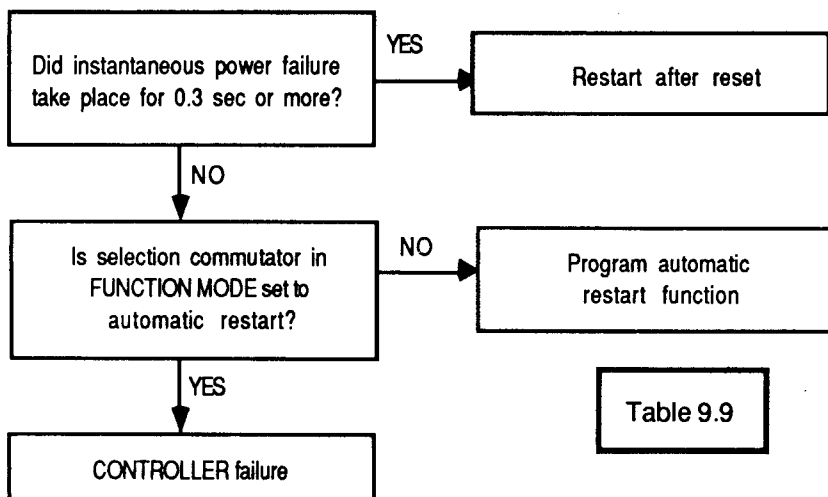 Did instantaneous power failure
take place for 0.3 sec or more?
YES
Restart after reset
NO
Is selection commutator in
FUNCTION MODE set to
automatic restart?
NO
Program automatic
restart function
YES
Table 9.9
CONTROLLER failure